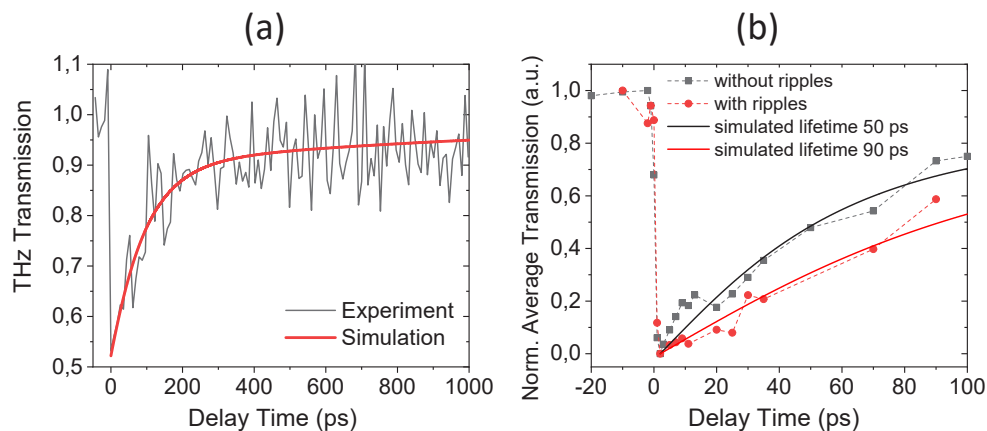 (a)
1,1
1,0
0,9
0,8
0,7
0,6
0,5
THz Transmission
Experiment
Simulation
0 200 400 600 800 1000
Delay Time (ps)
(b)
1,0
0,8
0,6
0,4
0,2
0,0
Norm. Average Transmission (a.u.)
without ripples
with ripples
simulated lifetime 50 ps
simulated lifetime 90 ps
-20 0 20 40 60 80 100
Delay Time (ps)